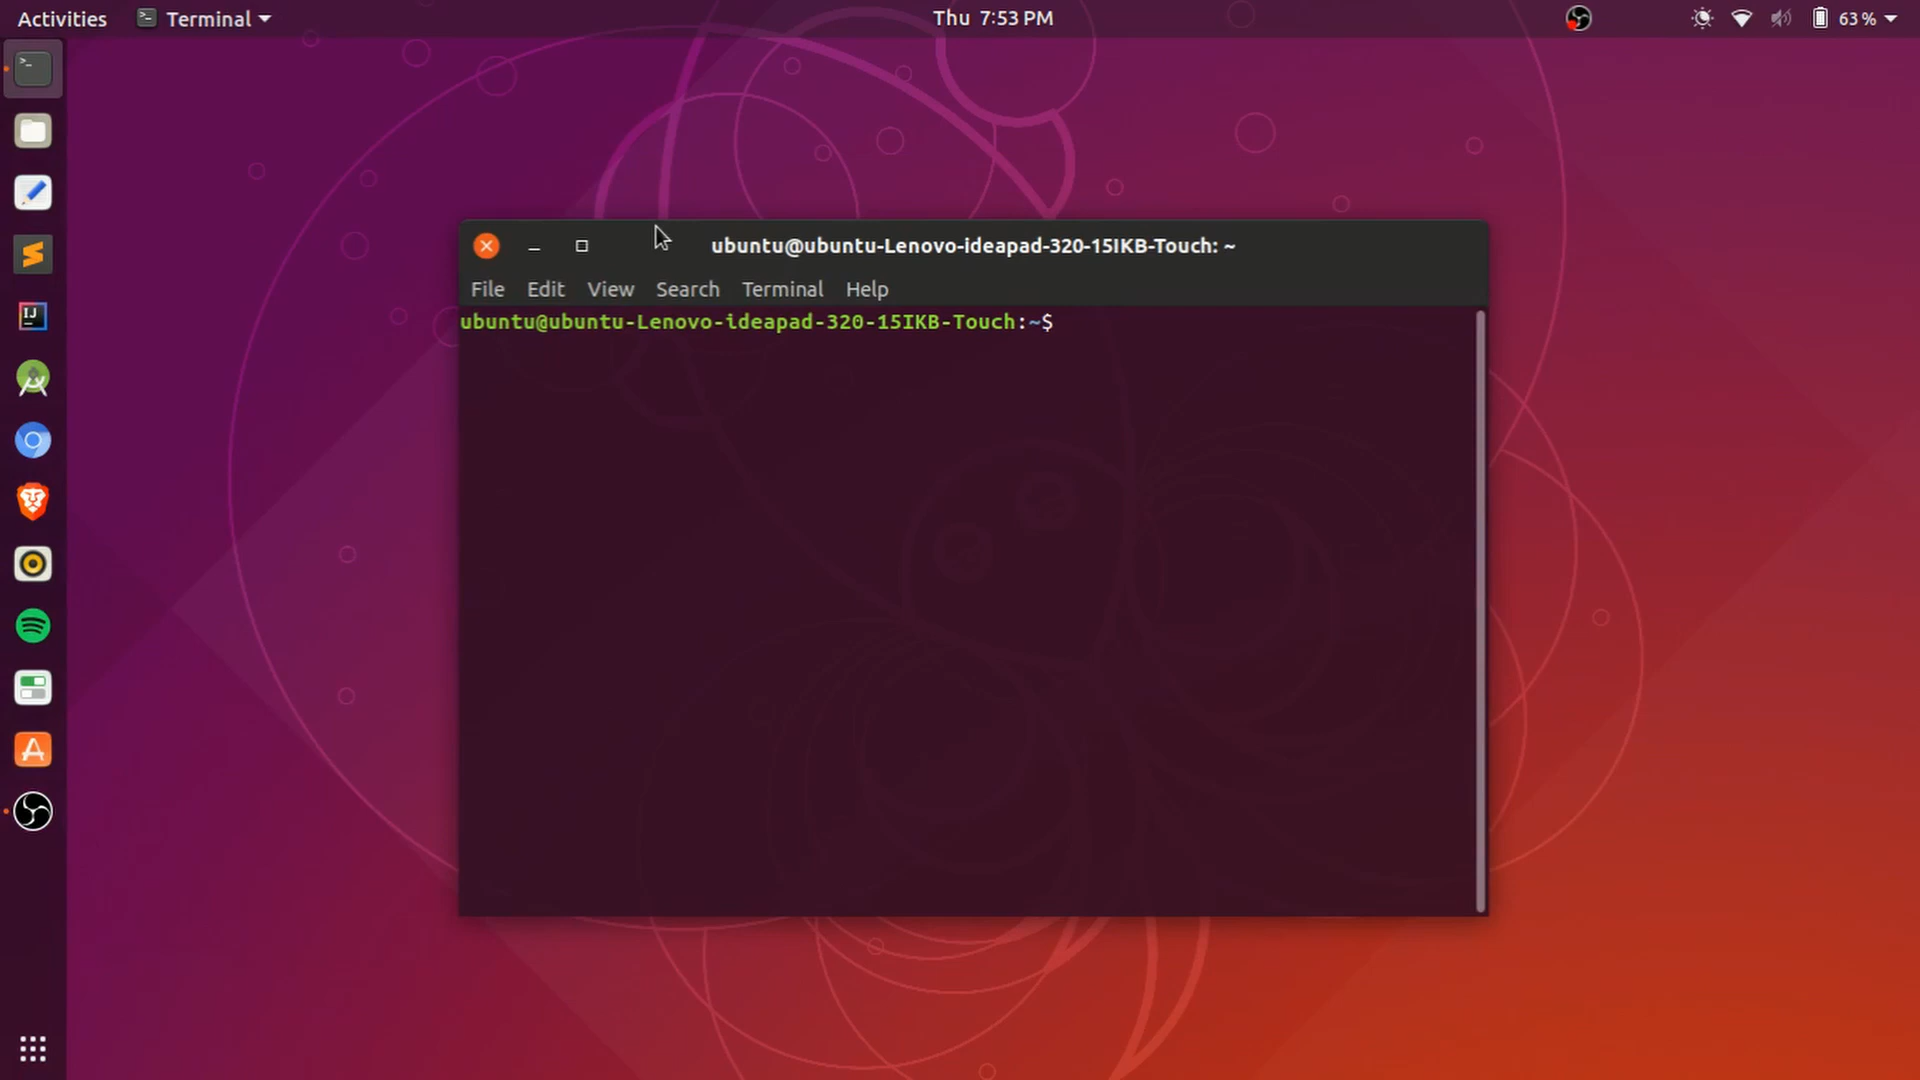 Activities
Terminal
Thu 7:53 PM
63 %
ubuntu@ubuntu-Lenovo-ideapad-320-15IKB-Touch: ~
File Edit View Search Terminal Help
ubuntu@ubuntu-Lenovo-ideapad-320-15IKB-Touch:~$
IJ